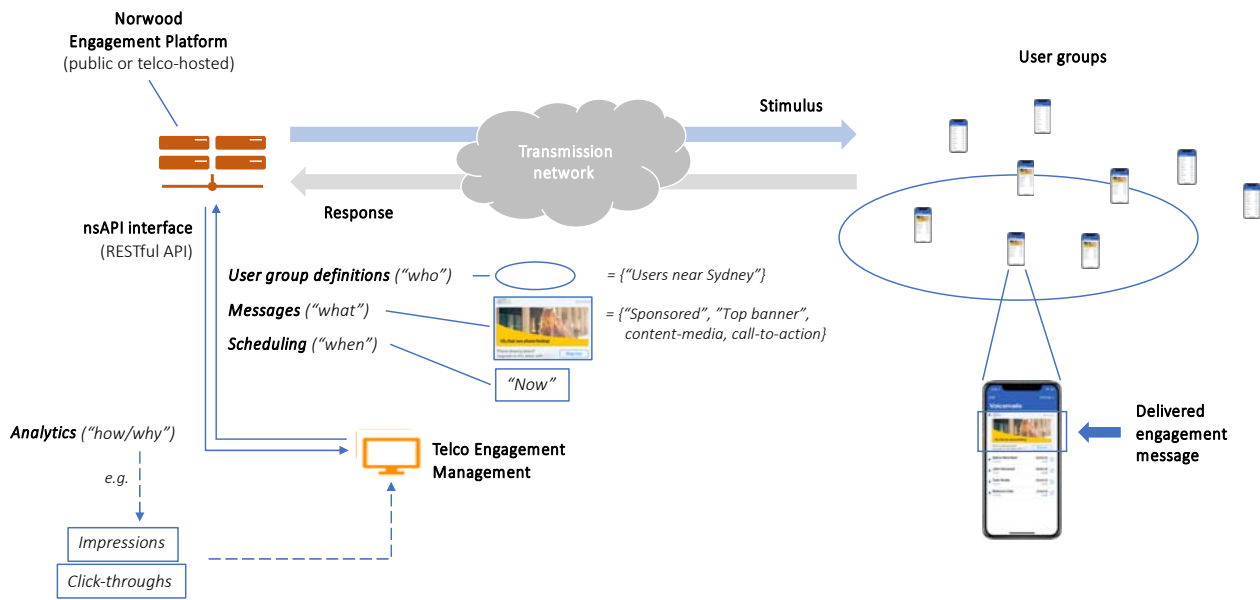 Norwood
Engagement Platform
(public or telco-hosted)
User groups
Stimulus
Transmission
network
Response
nsAPI interface
(RESTful API)
User group definitions (“who”)
= {“Users near Sydney”}
Messages (“what”)
= {“Sponsored”, ”Top banner”,
content-media, call-to-action}
Scheduling (“when”)
“Now”
Voicemails
Delivered
engagement
message
Analytics (“how/why”)
e.g.
Telco Engagement
Management
Impressions
Click-throughs